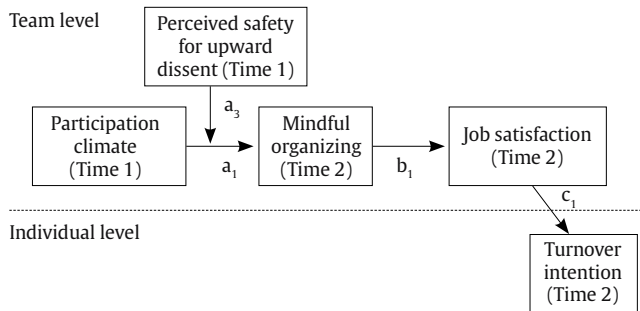 Team level
Perceived safety
for upward
dissent (Time 1)
a3
Participation
climate
(Time 1)
a1
Mindful
organizing
(Time 2)
b1
Job satisfaction
(Time 2)
c1
Individual level
Turnover
intention
(Time 2)